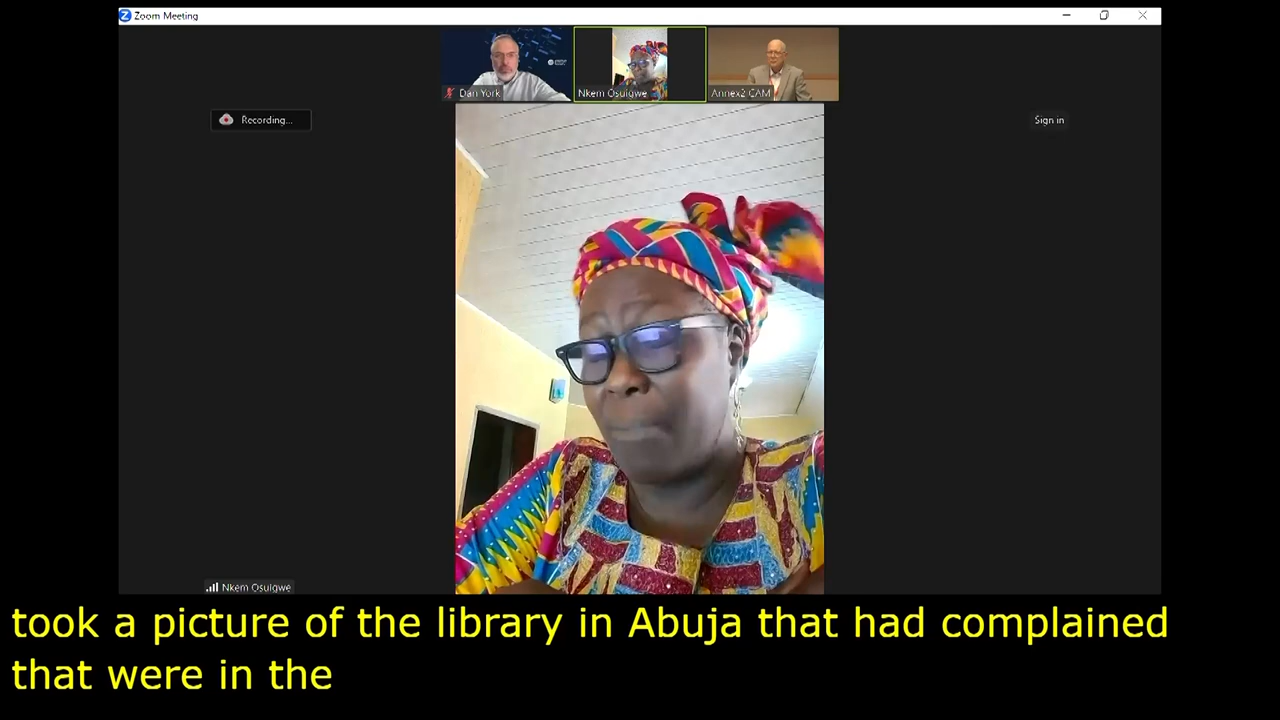 Zoom Meeting
Dan York
Nkem Osuigwe
Annex2 CAM
Recording...
Sign in
Nkem Osuigwe
took a picture of the library in Abuja that had complained
that were in the